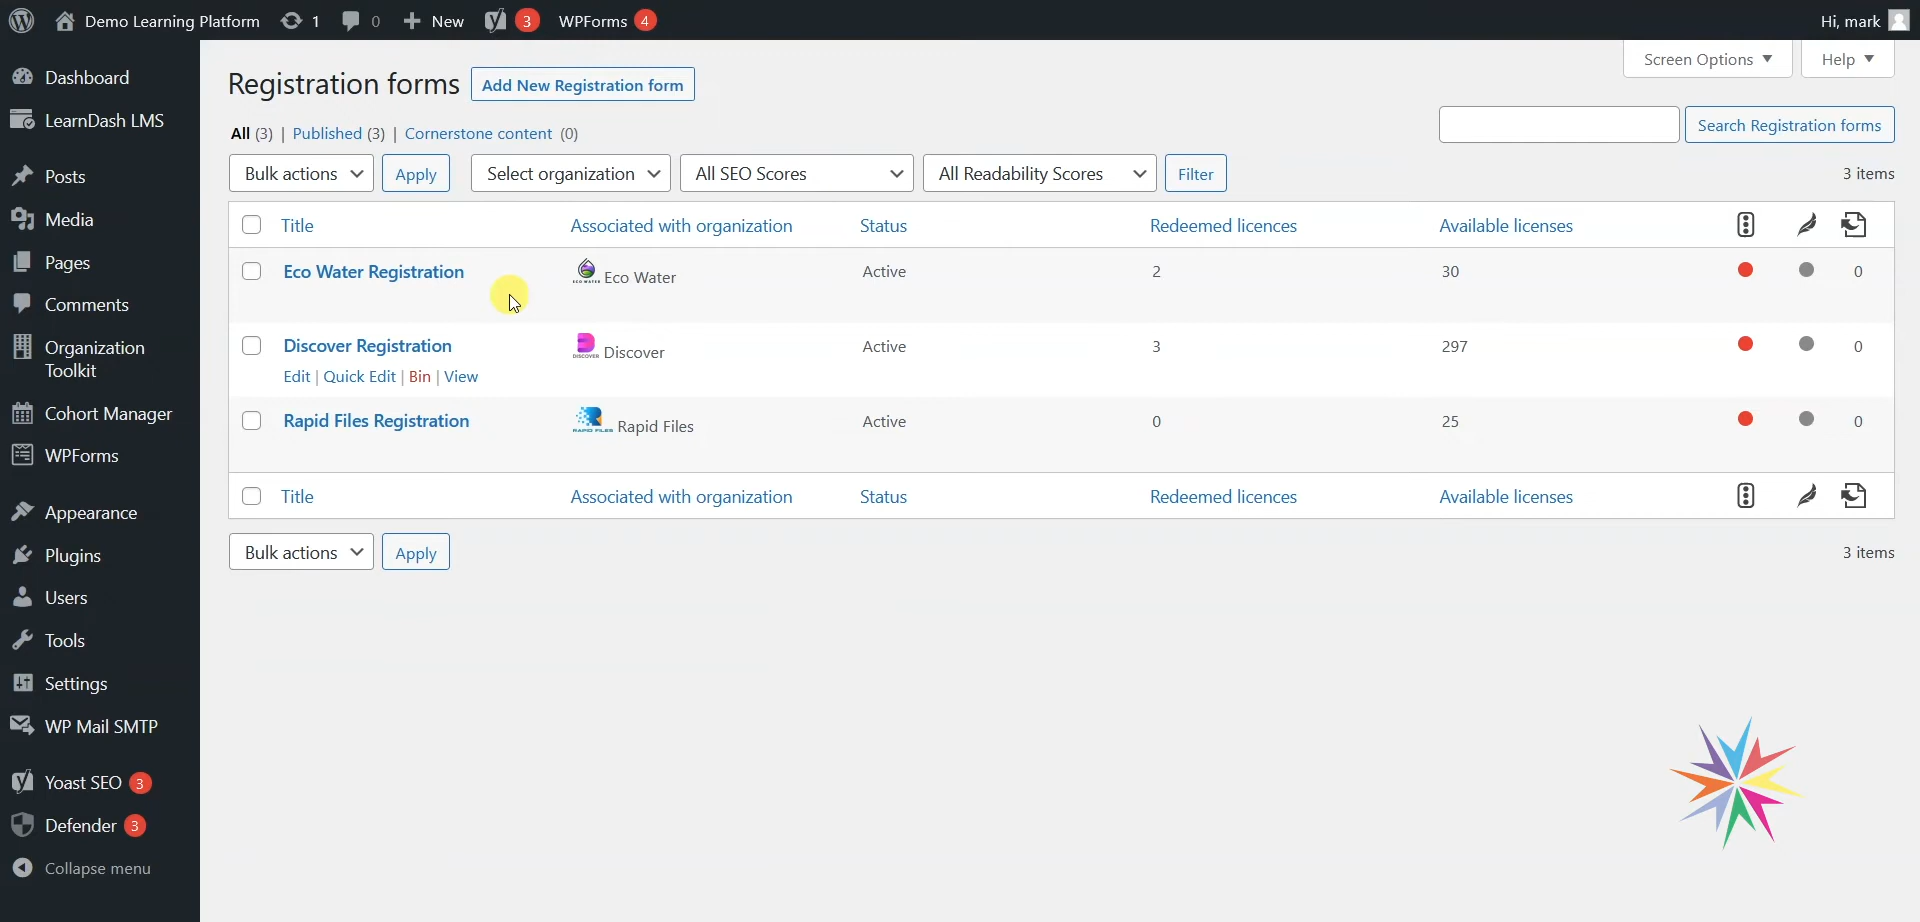 Demo Learning Platform 1 0 New 3 WPForms 4 Hi, mark
Dashboard
LearnDash LMS
Posts
Media
Pages
Comments
Organization
Toolkit
Cohort Manager
WPForms
Appearance
Plugins
Users
Tools
Settings
WP Mail SMTP
Yoast SEO 3
Defender 3
Collapse menu
Screen Options Help
Registration forms Add New Registration form
Search Registration forms
All (3) | Published (3) | Cornerstone content (0)
Bulk actions Apply Select organization All SEO Scores All Readability Scores Filter 3 items
Title Associated with organization Status Redeemed licences Available licenses
Eco Water Registration ECO WATER Eco Water Active 2 30 0
Discover Registration DISCOVER Discover Active 3 297 0
Edit | Quick Edit | Bin | View
Rapid Files Registration RAPID FILES Rapid Files Active 0 25 0
Title Associated with organization Status Redeemed licences Available licenses
Bulk actions Apply 3 items